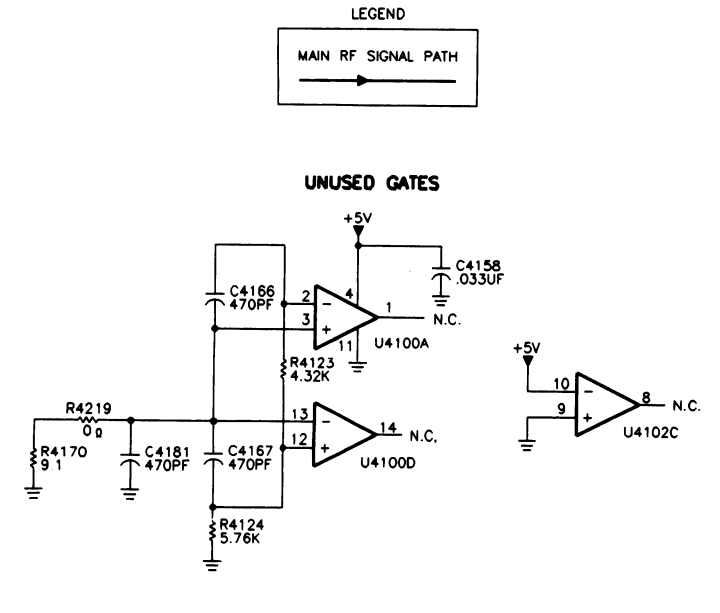 LEGEND
MAIN RF SIGNAL PATH
UNUSED GATES
+5V
C4158
.033UF
C4166
470PF
2
-
4
1
N.C.
3
+
11
U4100A
R4123
4.32K
+5V
10
-
8
N.C.
9
+
U4102C
R4219
0Ω
13
-
14
N.C,
12
+
U4100D
R4170
9.1
C4181
470PF
C4167
470PF
R4124
5.76K